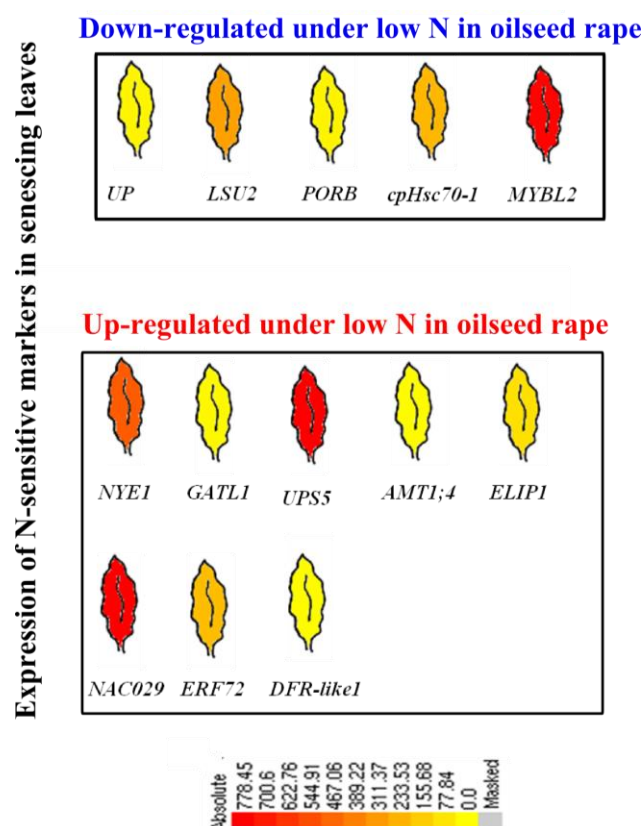 Expression of N-sensitive markers in senescing leaves
Down-regulated under low N in oilseed rape
UP LSU2 PORB cpHsc70-1 MYBL2
Up-regulated under low N in oilseed rape
NYE1 GATL1 UPS5 AMT1;4 ELIP1
NAC029 ERF72 DFR-like1
Absolute
778.45
700.6
622.76
544.91
467.06
389.22
311.37
233.53
155.68
77.84
0.0
Masked